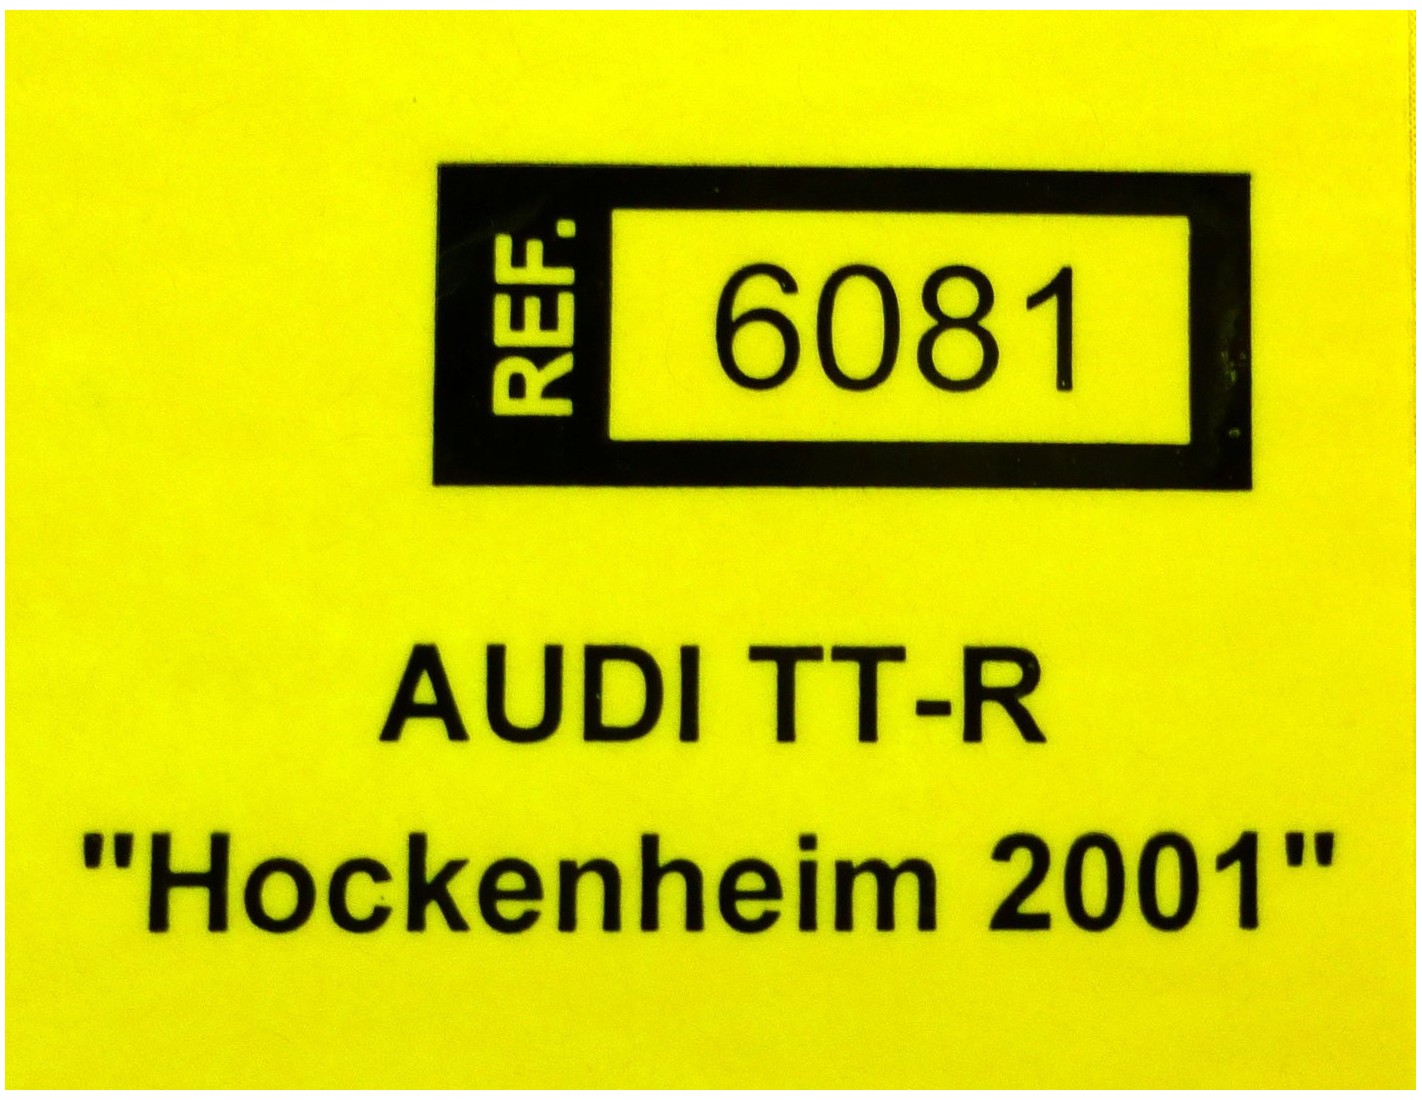 REF. 6081
AUDI TT-R
"Hockenheim 2001"